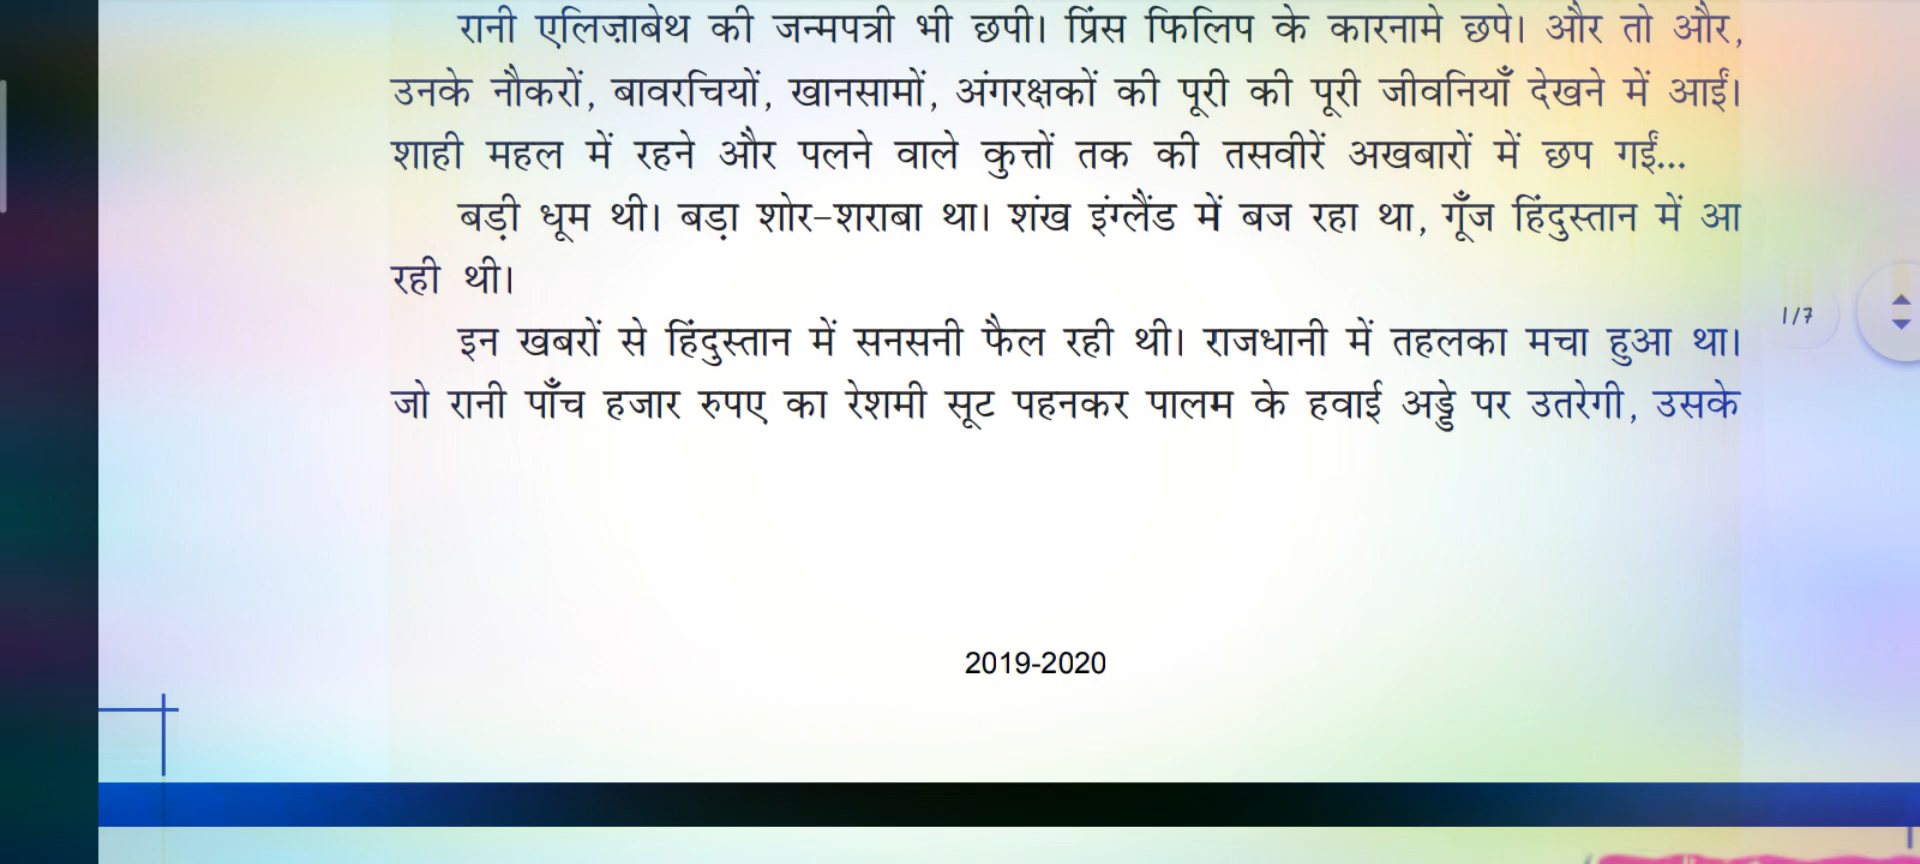 रानी एलिज़ाबेथ की जन्मपत्री भी छपी। प्रिंस फिलिप के कारनामे छपे। और तो और,
उनके नौकरों, बावरचियों, खानसामों, अंगरक्षकों की पूरी की पूरी जीवनियाँ देखने में आईं।
शाही महल में रहने और पलने वाले कुत्तों तक की तसवीरें अखबारों में छप गईं...
बड़ी धूम थी। बड़ा शोर-शराबा था। शंख इंग्लैंड में बज रहा था, गूँज हिंदुस्तान में आ
रही थी।
इन खबरों से हिंदुस्तान में सनसनी फैल रही थी। राजधानी में तहलका मचा हुआ था।
जो रानी पाँच हजार रुपए का रेशमी सूट पहनकर पालम के हवाई अड्डे पर उतरेगी, उसके
1/7
2019-2020